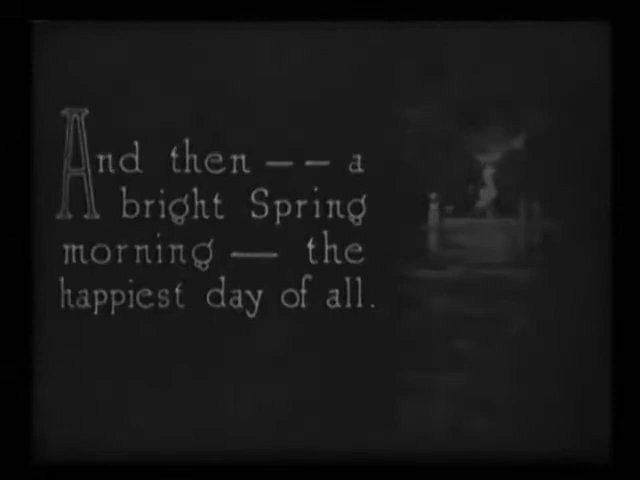 And then -- a
bright Spring
morning — the
happiest day of all.